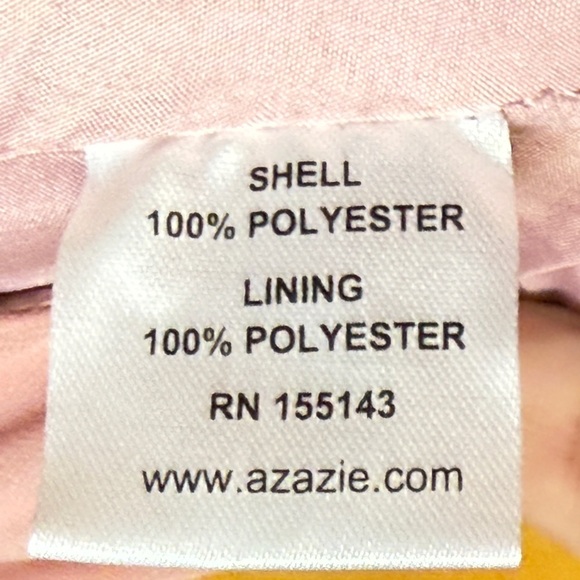 SHELL
100% POLYESTER
LINING
100% POLYESTER
RN 155143
www.azazie.com